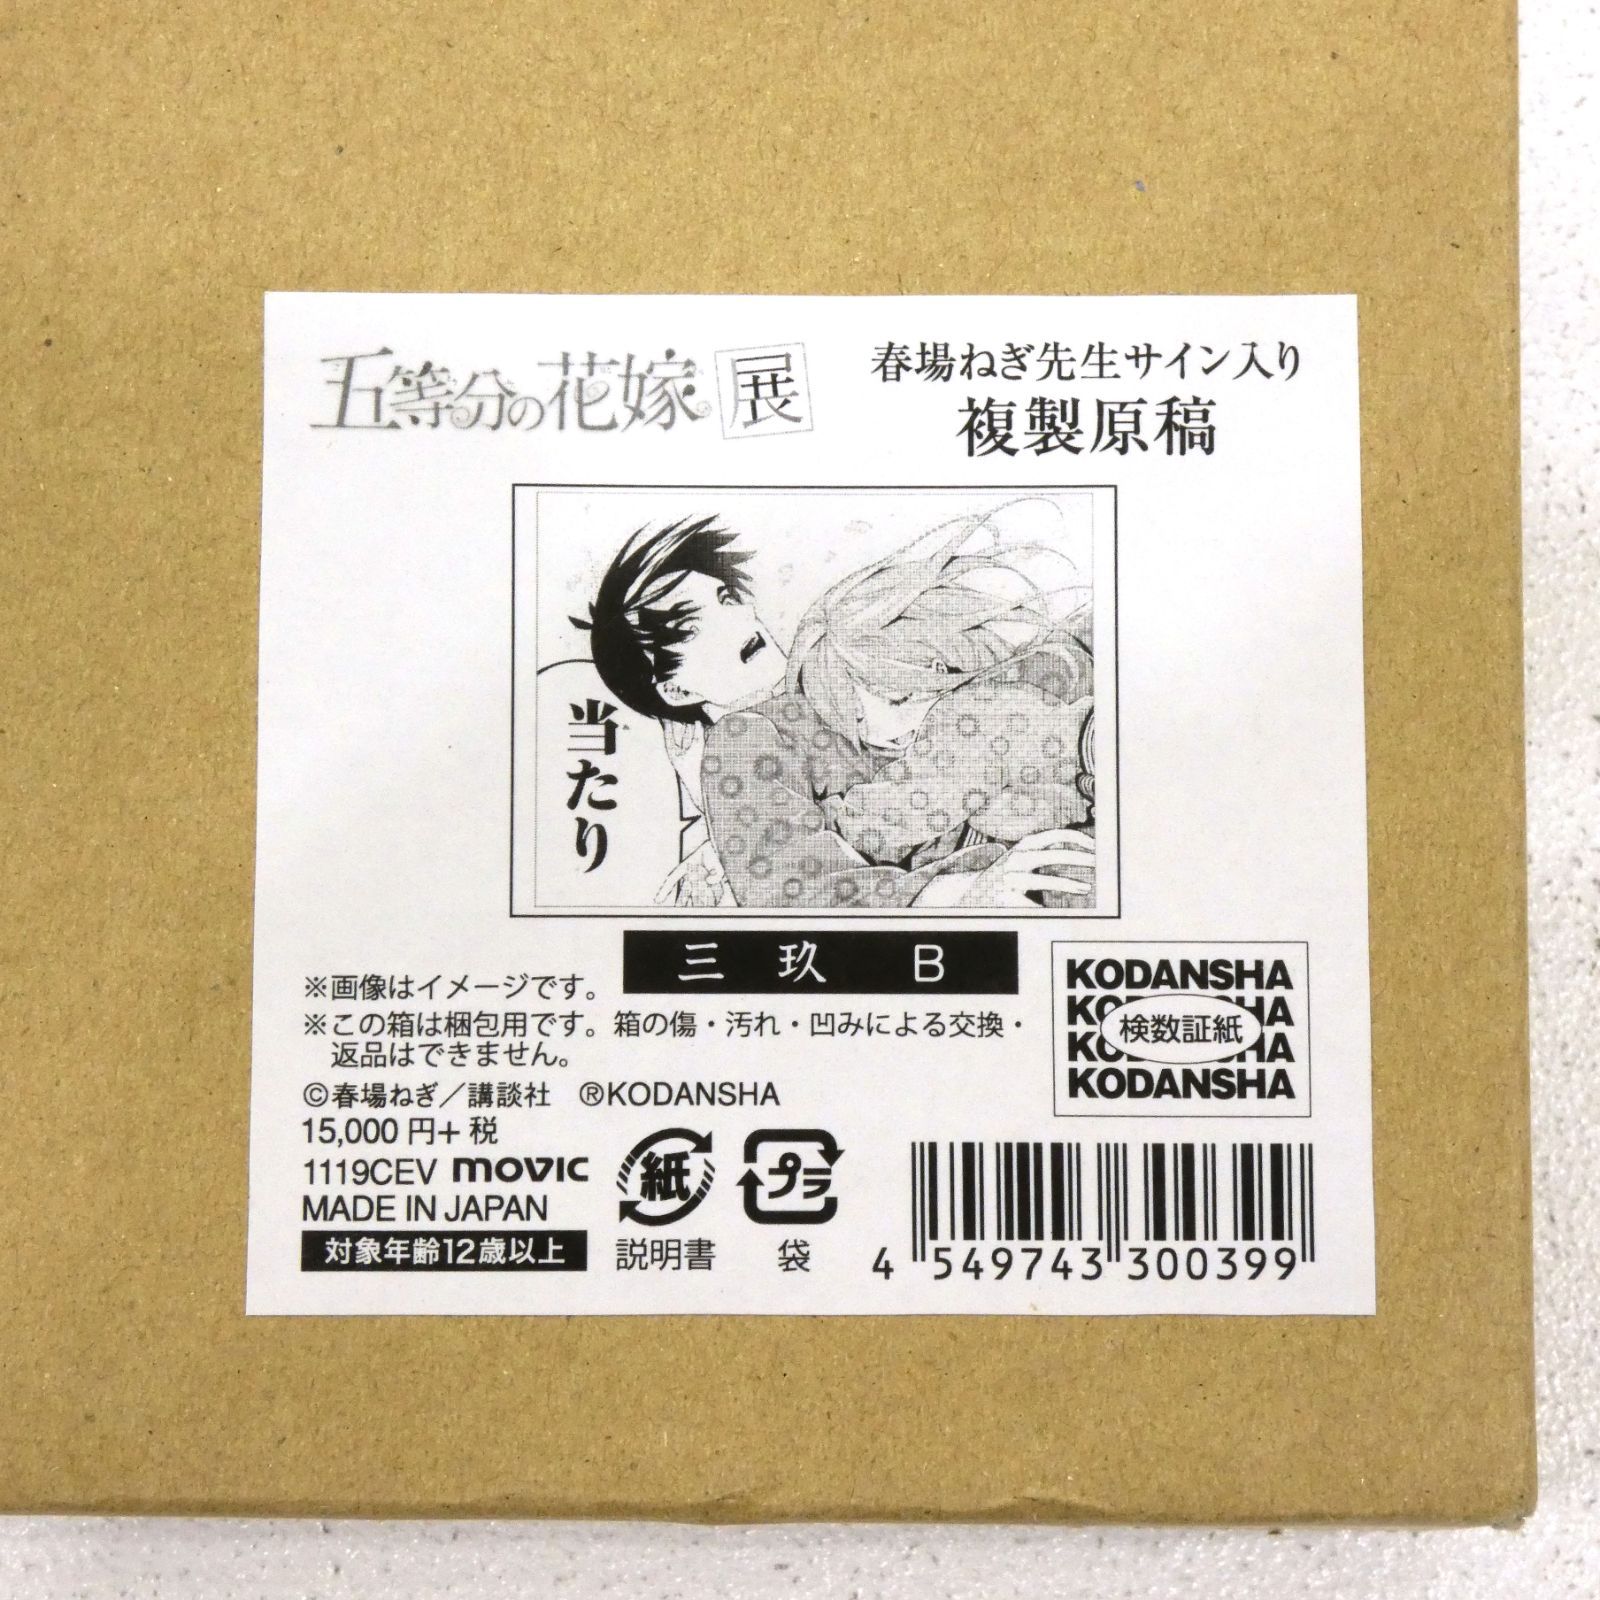 五等分の花嫁展
春場ねぎ先生サイン入り
複製原稿
当たり
三玖 B
※画像はイメージです。
※この箱は梱包用です。箱の傷・汚れ・凹みによる交換・
返品はできません。
©春場ねぎ／講談社 ®KODANSHA
15,000円+税
1119CEV movic
MADE IN JAPAN
対象年齢12歳以上
紙
説明書
プラ
袋
KODANSHA
検数証紙
KODANSHA
4 549743 300399